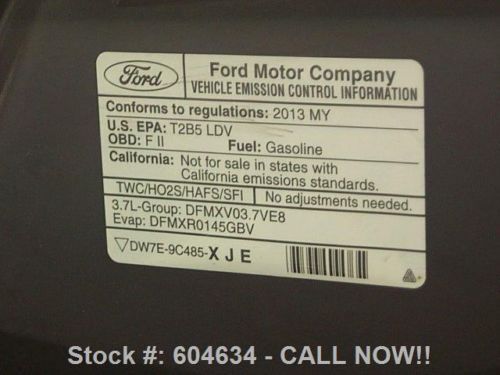 Ford
Ford Motor Company
VEHICLE EMISSION CONTROL INFORMATION
Conforms to regulations: 2013 MY
U.S. EPA: T2B5 LDV
OBD: F II Fuel: Gasoline
California: Not for sale in states with
California emissions standards.
TWC/HO2S/HAFS/SFI No adjustments needed.
3.7L-Group: DFMXV03.7VE8
Evap: DFMXR0145GBV
DW7E-9C485-XJE
Stock #: 604634 - CALL NOW!!